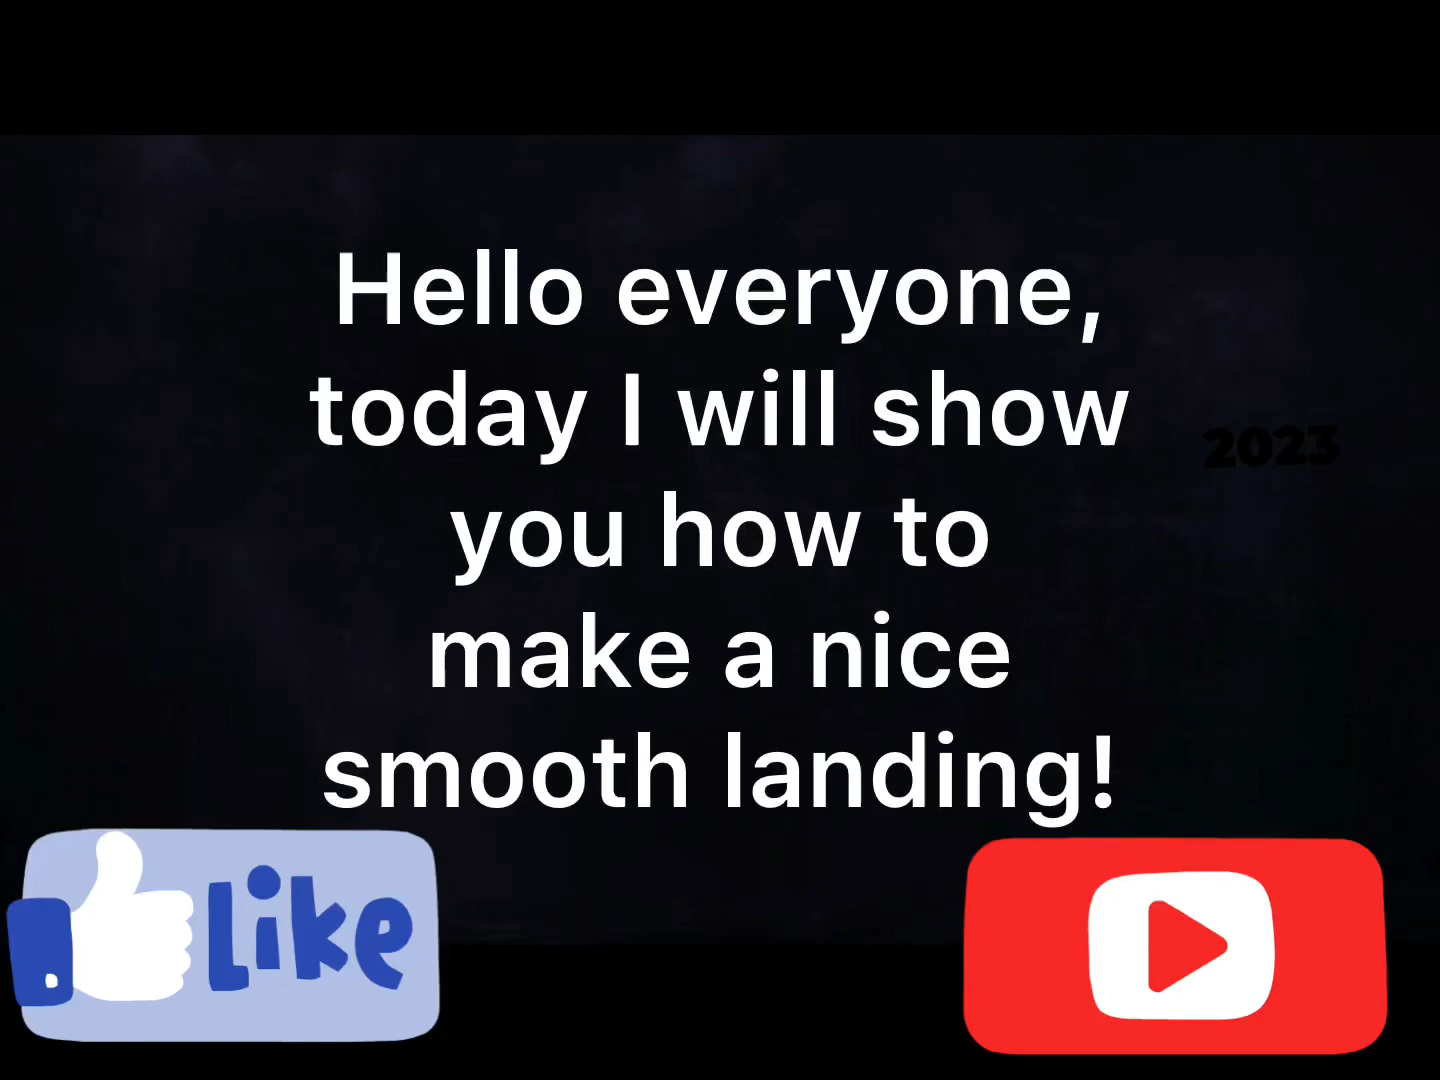 Hello everyone,
today I will show
2023
you how to
make a nice
smooth landing!
like